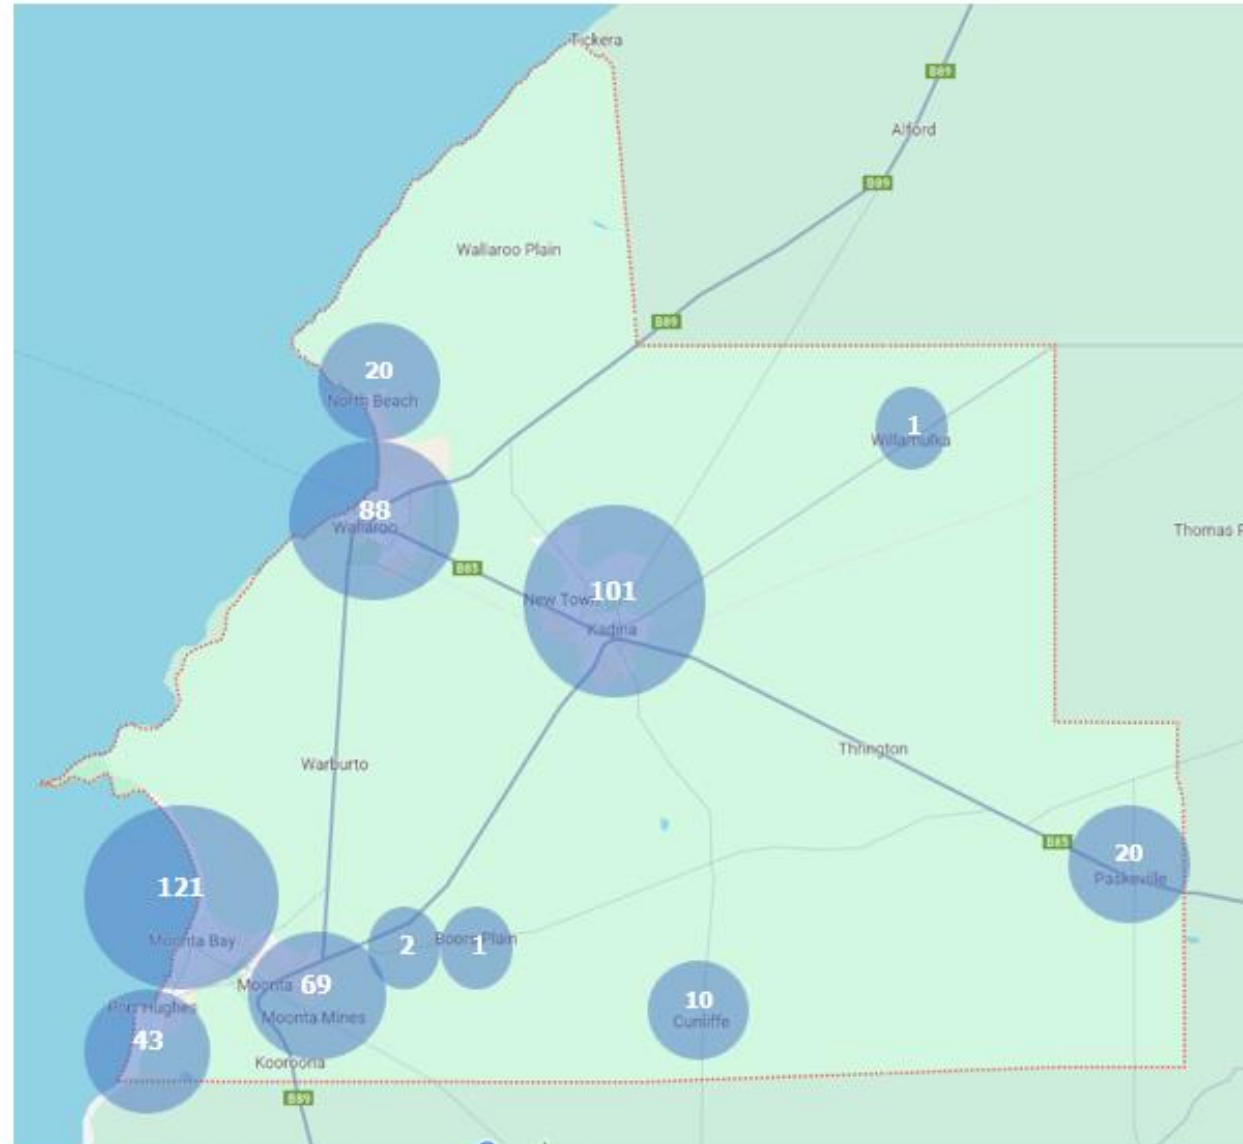 Tickera
B89
Alford
B89
Wallaroo Plain
B89
20
North Beach
1
Willamulka
88
Wallaroo
Thomas P
B85
101
New Town
Kadina
Thrington
Warburto
B85
20
Paskeville
121
Moonta Bay
2
Boors Plain
1
Moonta
69
10
Port Hughes
Moonta Mines
Cunliffe
43
Kooroona
B89